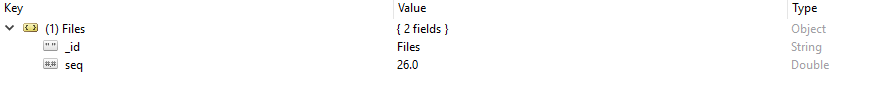 Key Value Type
(1) Files { 2 fields } Object
_id Files String
seq 26.0 Double